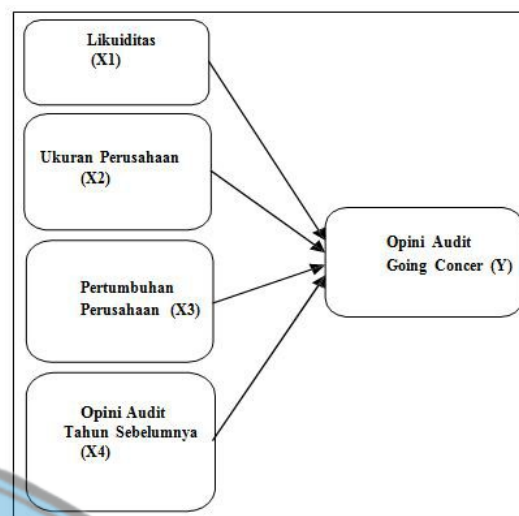 Likuiditas
(X1)
Ukuran Perusahaan
(X2)
Pertumbuhan
Perusahaan (X3)
Opini Audit
Tahun Sebelumnya
(X4)
Opini Audit
Going Concer (Y)